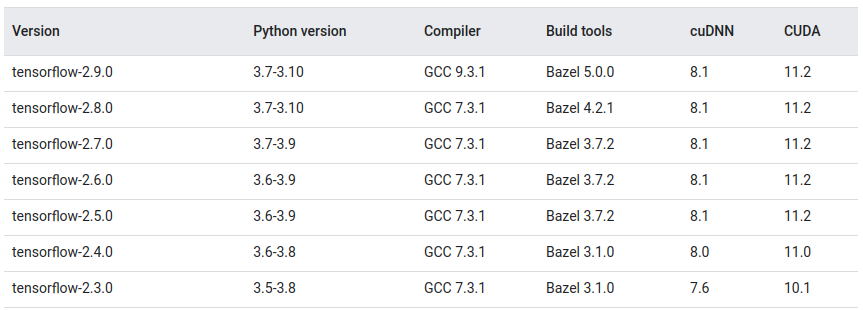 Version Python version Compiler Build tools cuDNN CUDA
tensorflow-2.9.0 3.7-3.10 GCC 9.3.1 Bazel 5.0.0 8.1 11.2
tensorflow-2.8.0 3.7-3.10 GCC 7.3.1 Bazel 4.2.1 8.1 11.2
tensorflow-2.7.0 3.7-3.9 GCC 7.3.1 Bazel 3.7.2 8.1 11.2
tensorflow-2.6.0 3.6-3.9 GCC 7.3.1 Bazel 3.7.2 8.1 11.2
tensorflow-2.5.0 3.6-3.9 GCC 7.3.1 Bazel 3.7.2 8.1 11.2
tensorflow-2.4.0 3.6-3.8 GCC 7.3.1 Bazel 3.1.0 8.0 11.0
tensorflow-2.3.0 3.5-3.8 GCC 7.3.1 Bazel 3.1.0 7.6 10.1